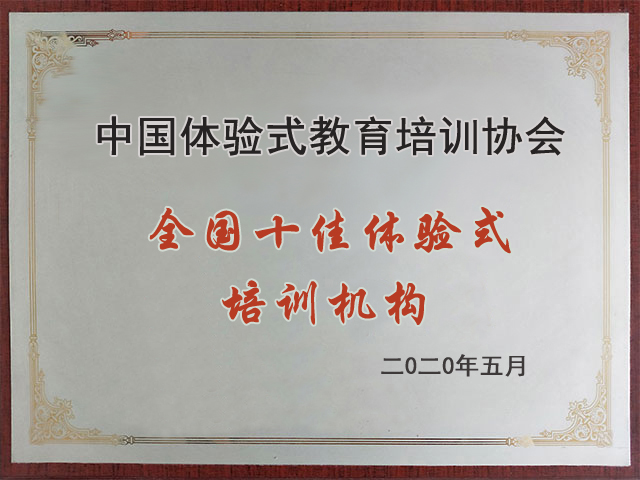 中国体验式教育培训协会
全国十佳体验式
培训机构
二0二0年五月